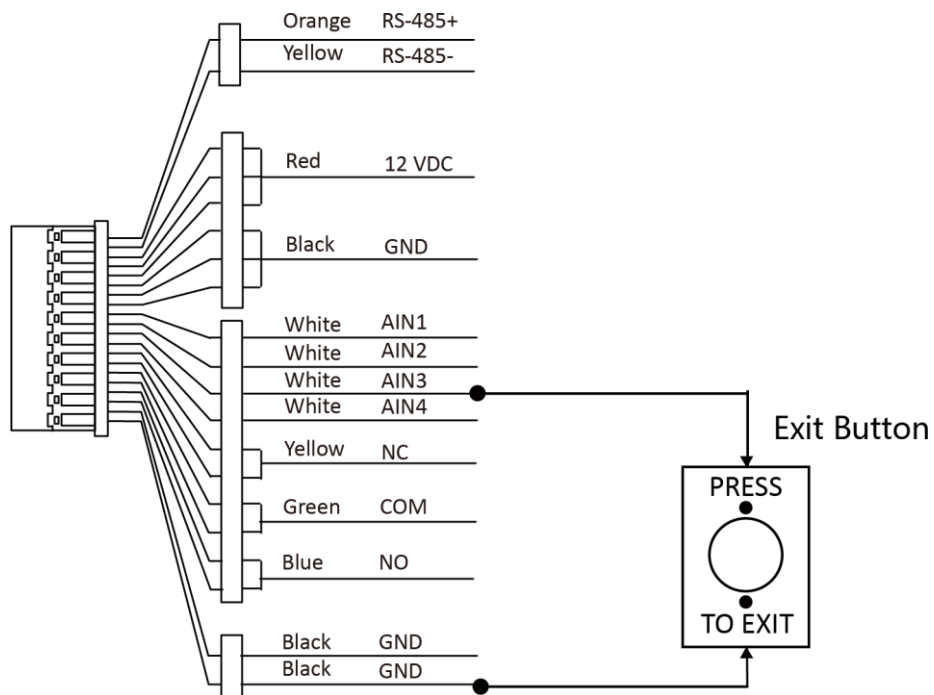 Orange RS-485+
Yellow RS-485-
Red 12 VDC
Black GND
White AIN1
White AIN2
White AIN3
White AIN4
Exit Button
Yellow NC
PRESS
Green COM
Blue NO
TO EXIT
Black GND
Black GND